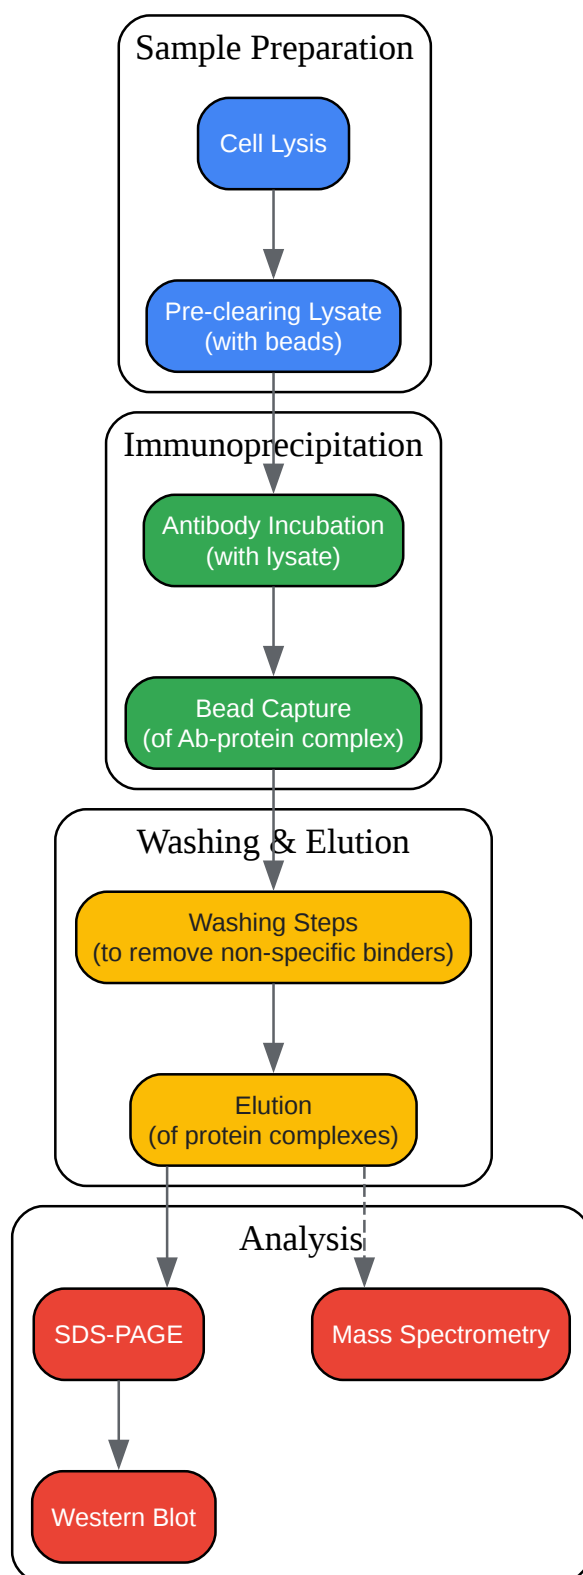 Sample Preparation
Cell Lysis
Pre-clearing Lysate
(with beads)
Immunoprecipitation
Antibody Incubation
(with lysate)
Bead Capture
(of Ab-protein complex)
Washing & Elution
Washing Steps
(to remove non-specific binders)
Elution
(of protein complexes)
Analysis
SDS-PAGE
Mass Spectrometry
Western Blot